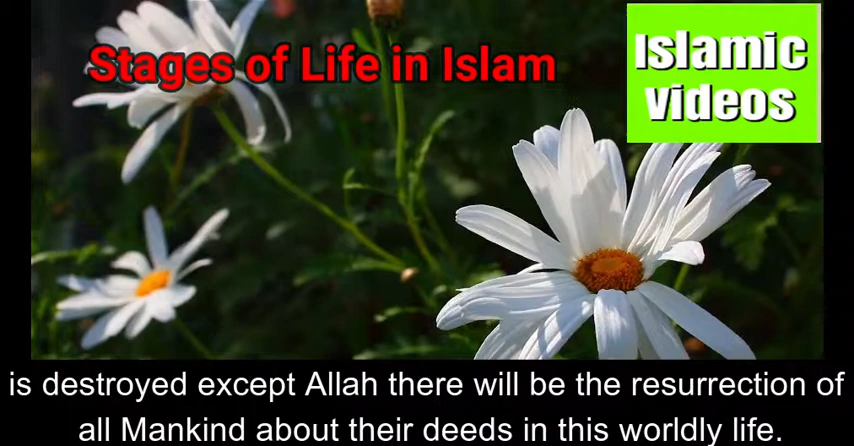 Stages of Life in Islam
Islamic
videos
is destroyed except Allah there will be the resurrection of
all Mankind about their deeds in this worldly life.